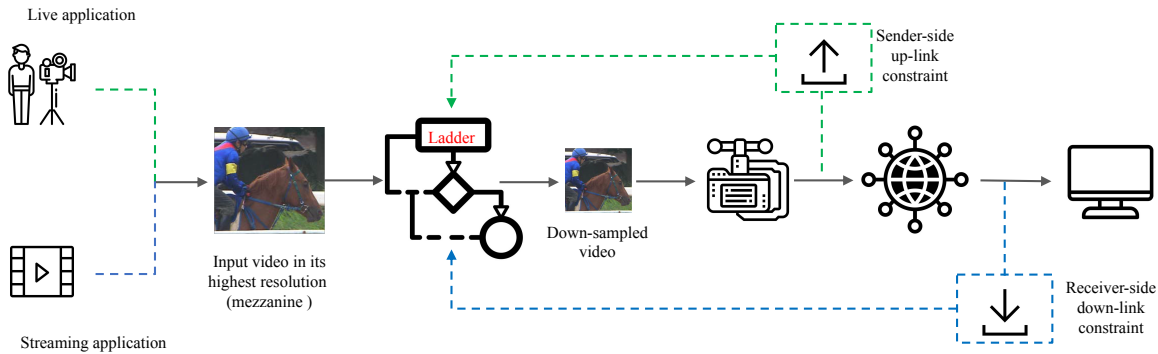 Live application
Sender-side
up-link
constraint
Ladder
Down-sampled
video
Input video in its
highest resolution
(mezzanine )
Receiver-side
down-link
constraint
Streaming application